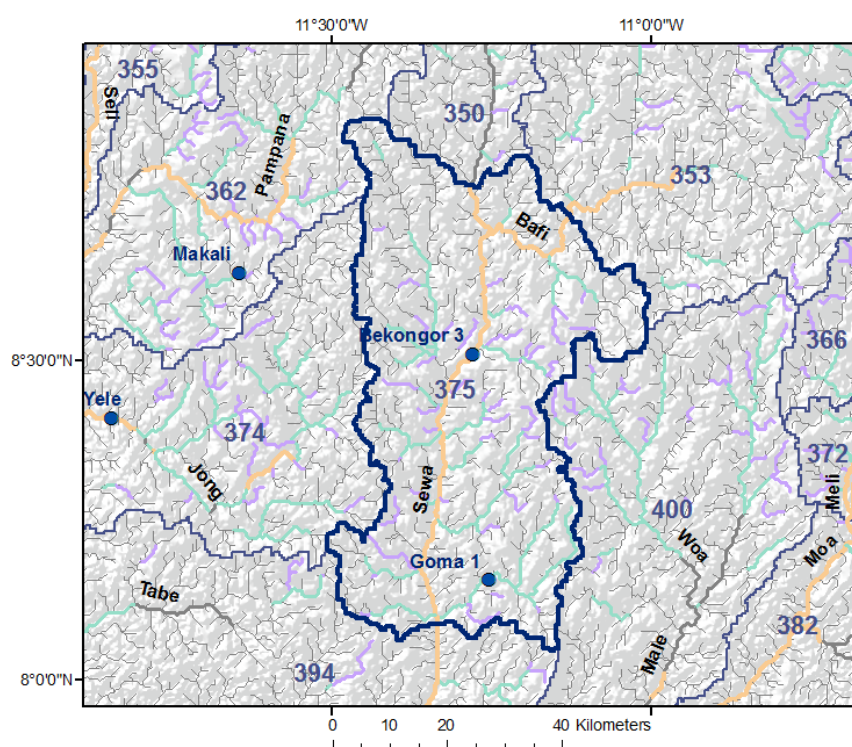 11°30'0"W 11°0'0"W
355
Seli
350
Pampana
362
353
Bafi
Makali
8°30'0"N
Bekongor 3
366
375
Yele
374
372
Jong
Sewa
Meli
400
Woa
Moa
Goma 1
Tabe
382
Male
394
8°0'0"N
0 10 20 40 Kilometers